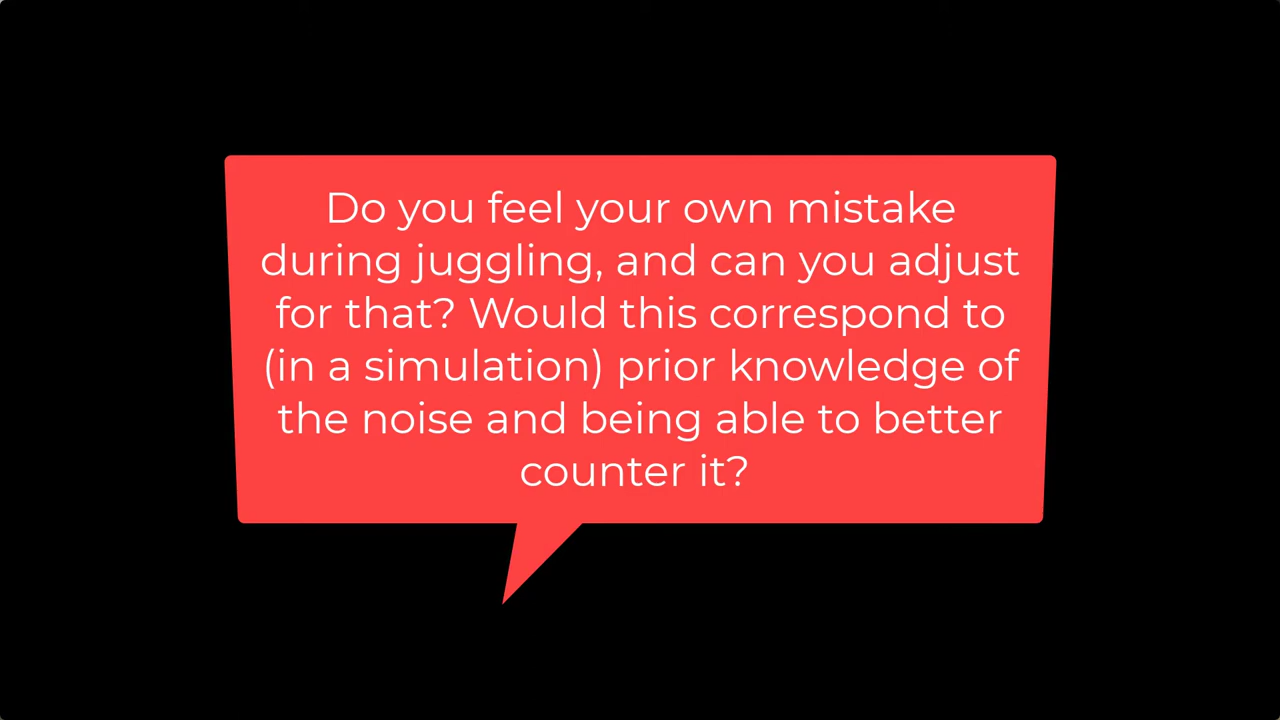 Do you feel your own mistake
during juggling, and can you adjust
for that? Would this correspond to
(in a simulation) prior knowledge of
the noise and being able to better
counter it?